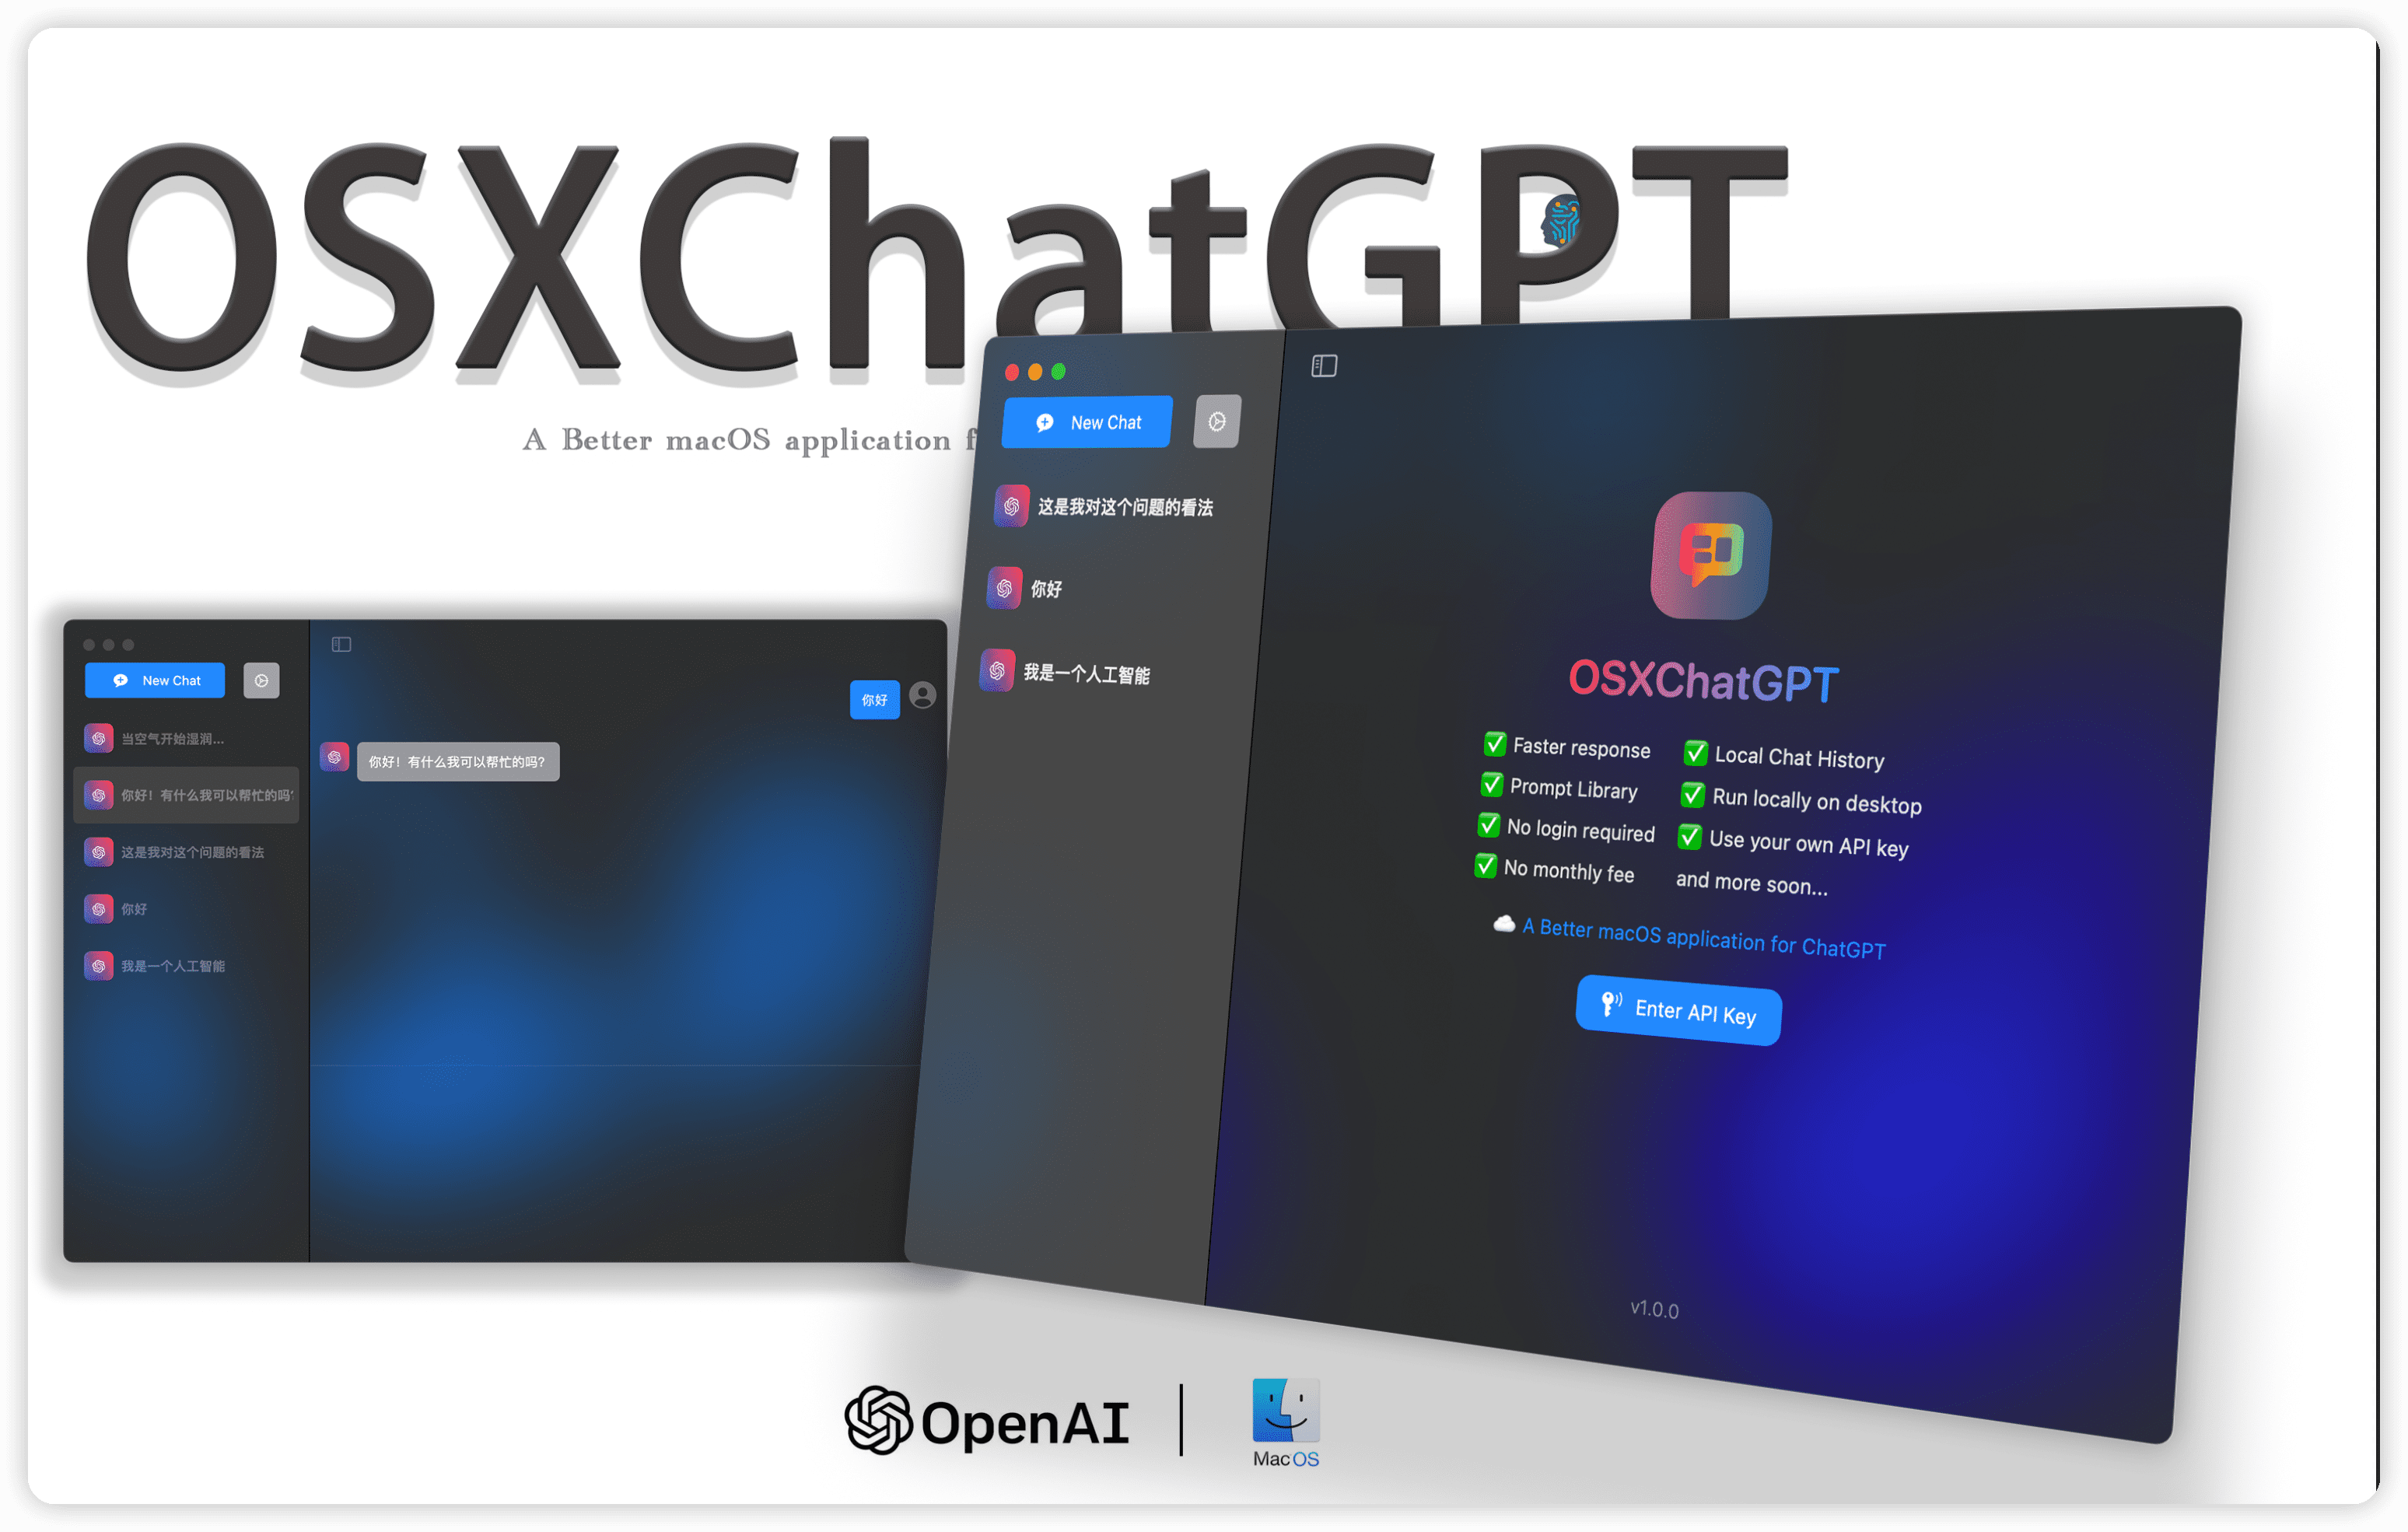 OSXChatGPT
A Better macOS application
New Chat
当空气开始湿润...
你好！有什么我可以帮忙的吗?
这是我对这个问题的看法
你好
我是一个人工智能
你好
你好！有什么我可以帮忙的吗?
New Chat
这是我对这个问题的看法
你好
我是一个人工智能
OSXChatGPT
Faster response
Local Chat History
Prompt Library
Run locally on desktop
No login required
Use your own API key
No monthly fee
and more soon...
A Better macOS application for ChatGPT
Enter API Key
v1.0.0
OpenAI
MacOS